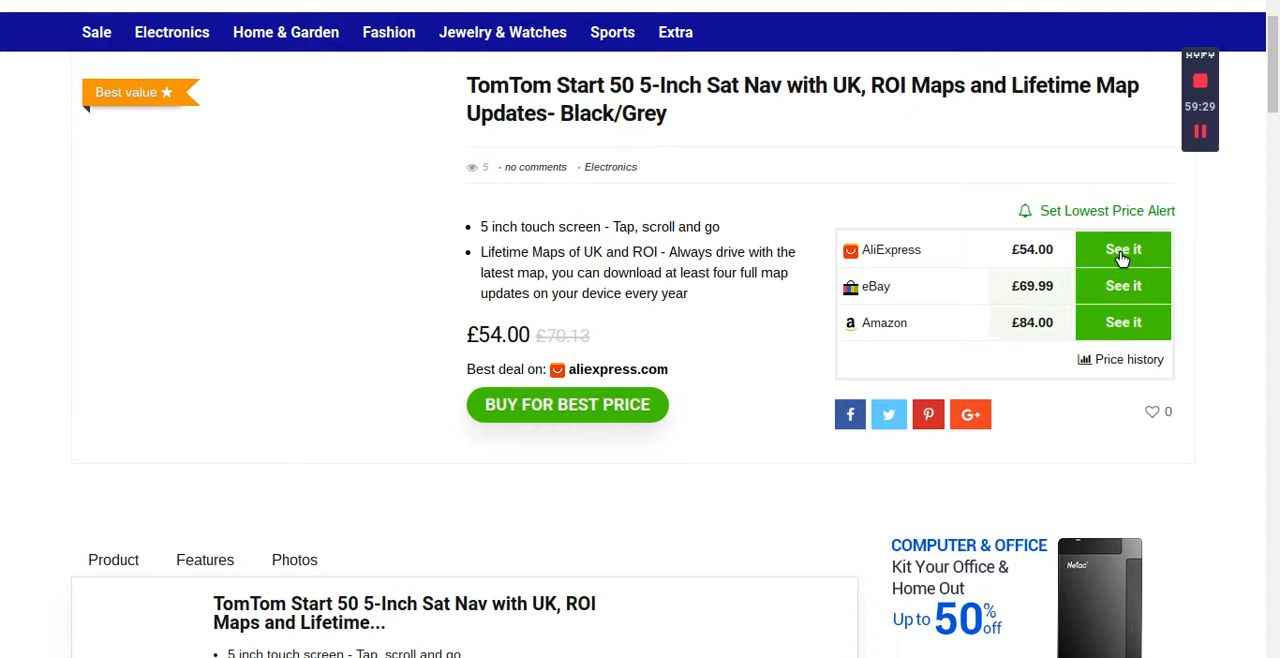 Sale Electronics Home & Garden Fashion Jewelry & Watches Sports Extra
HYFY
59:29
Best value
TomTom Start 50 5-Inch Sat Nav with UK, ROI Maps and Lifetime Map
Updates- Black/Grey
5 • no comments • Electronics
Set Lowest Price Alert
• 5 inch touch screen - Tap, scroll and go
• Lifetime Maps of UK and ROI - Always drive with the
latest map, you can download at least four full map
updates on your device every year
£54.00 £70.13
Best deal on: aliexpress.com
BUY FOR BEST PRICE
AliExpress £54.00 See it
eBay £69.99 See it
a Amazon £84.00 See it
Price history
f G+ 0
Product Features Photos
TomTom Start 50 5-Inch Sat Nav with UK, ROI
Maps and Lifetime...
• 5 inch touch screen - Tap, scroll and go
COMPUTER & OFFICE
Kit Your Office &
Home Out
Up to 50% off
Netac